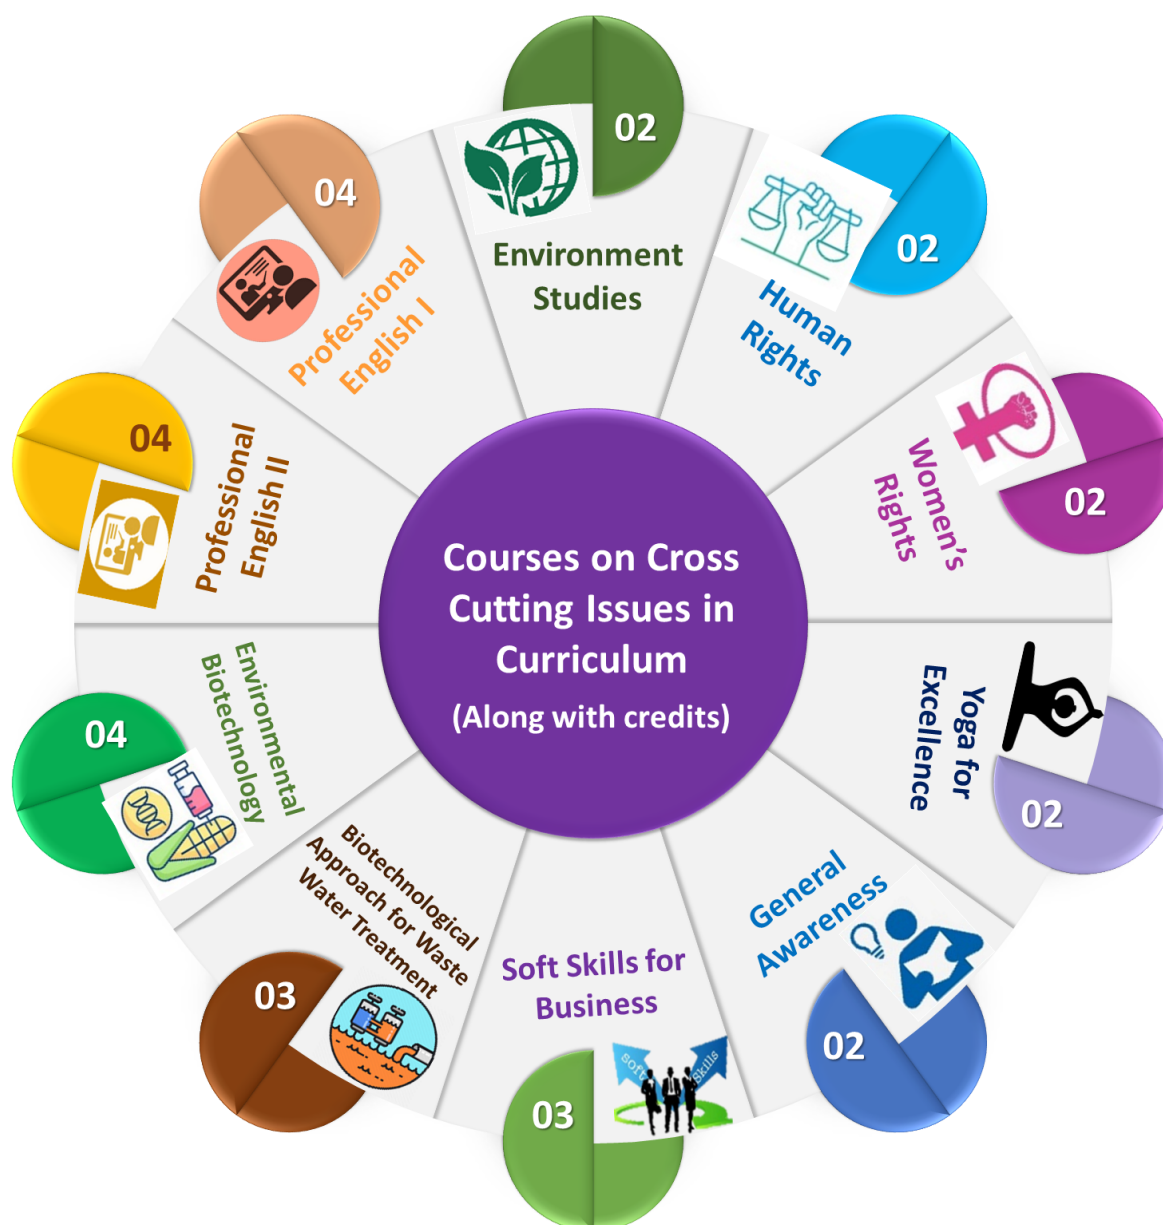 Courses on Cross
Cutting Issues in
Curriculum
(Along with credits)
02
Environment
Studies
02
Human
Rights
02
Women's
Rights
02
Yoga for
Excellence
02
General
Awareness
03
Soft Skills for
Business
soft
skills
03
Biotechnological
Approach for Waste
Water Treatment
04
Environmental
Biotechnology
04
Professional
English II
04
Professional
English I